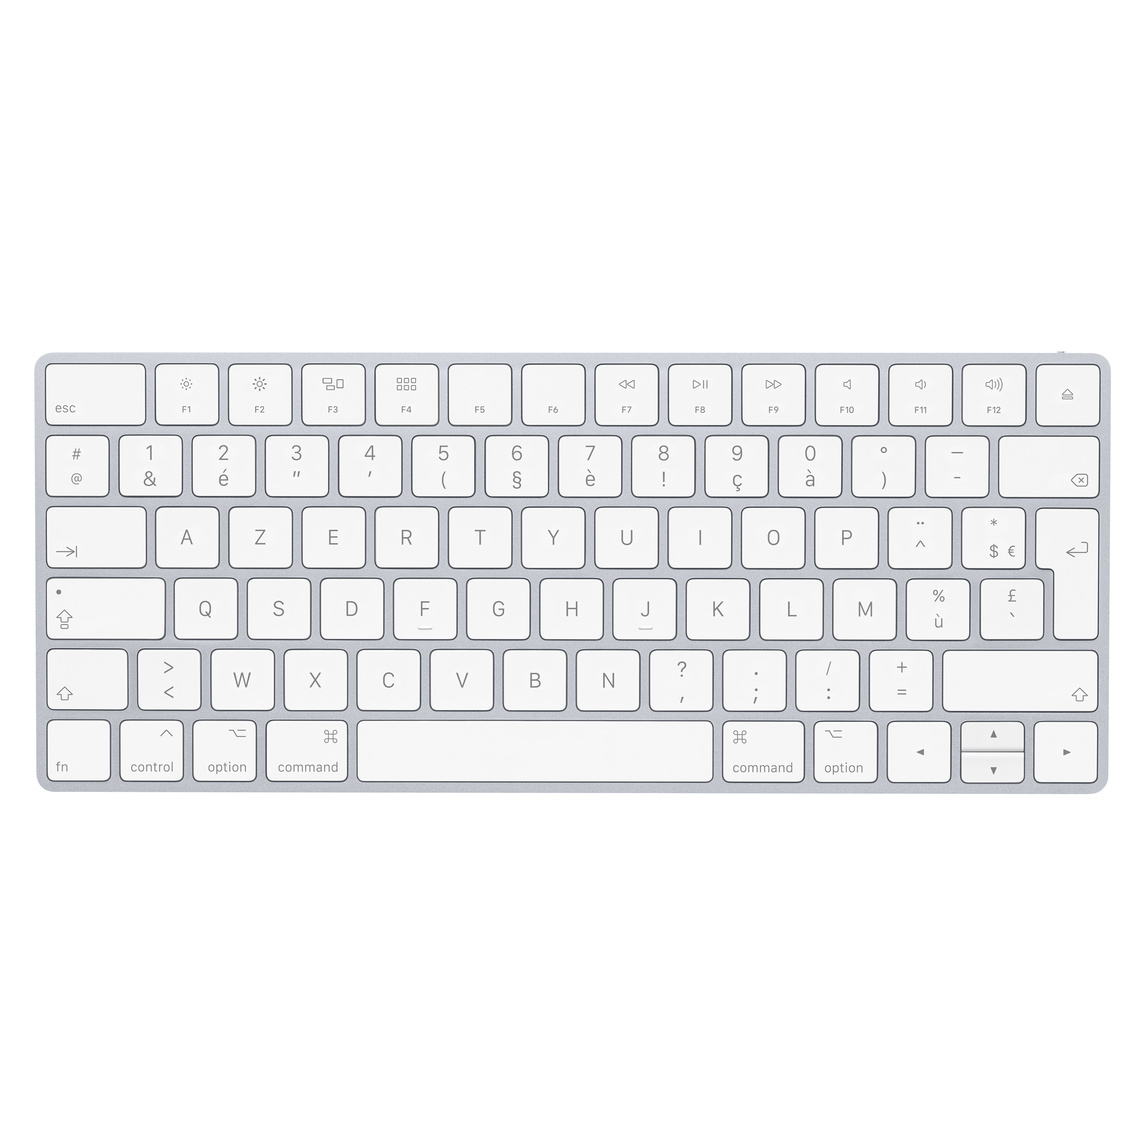 esc F1 F2 F3 F4 F5 F6 F7 F8 F9 F10 F11 F12
# 1 2 3 4 5 6 7 8 9 0 ° _
@ & é " ' ( § è ! ç à ) -
A Z E R T Y U I O P ¨ *
^ $ €
Q S D F G H J K L M % £
ù `
> W X C V B N ? . / +
< , ; : =
fn control option command command option